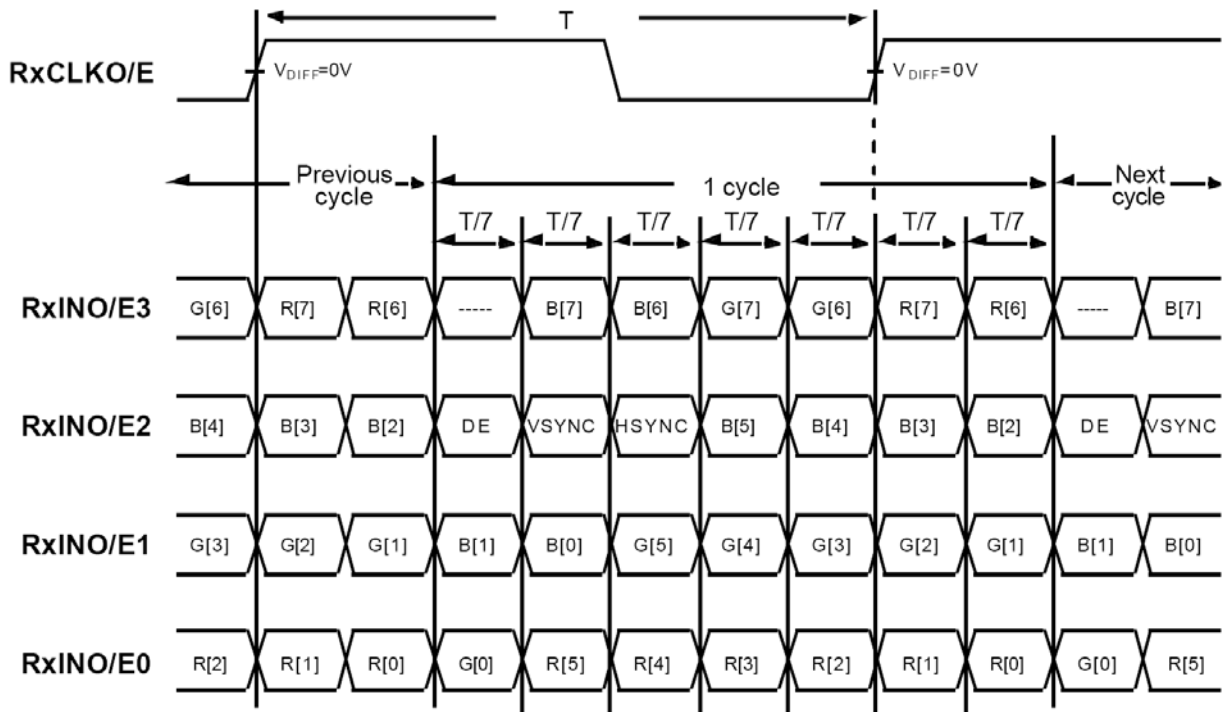 T
RxCLKO/E
VDIFF=0V VDIFF=0V
Previous cycle
1 cycle
Next cycle
T/7 T/7 T/7 T/7 T/7 T/7 T/7
RxINO/E3 G[6] R[7] R[6] ----- B[7] B[6] G[7] G[6] R[7] R[6] ----- B[7]
RxINO/E2 B[4] B[3] B[2] DE VSYNC HSYNC B[5] B[4] B[3] B[2] DE VSYNC
RxINO/E1 G[3] G[2] G[1] B[1] B[0] G[5] G[4] G[3] G[2] G[1] B[1] B[0]
RxINO/E0 R[2] R[1] R[0] G[0] R[5] R[4] R[3] R[2] R[1] R[0] G[0] R[5]